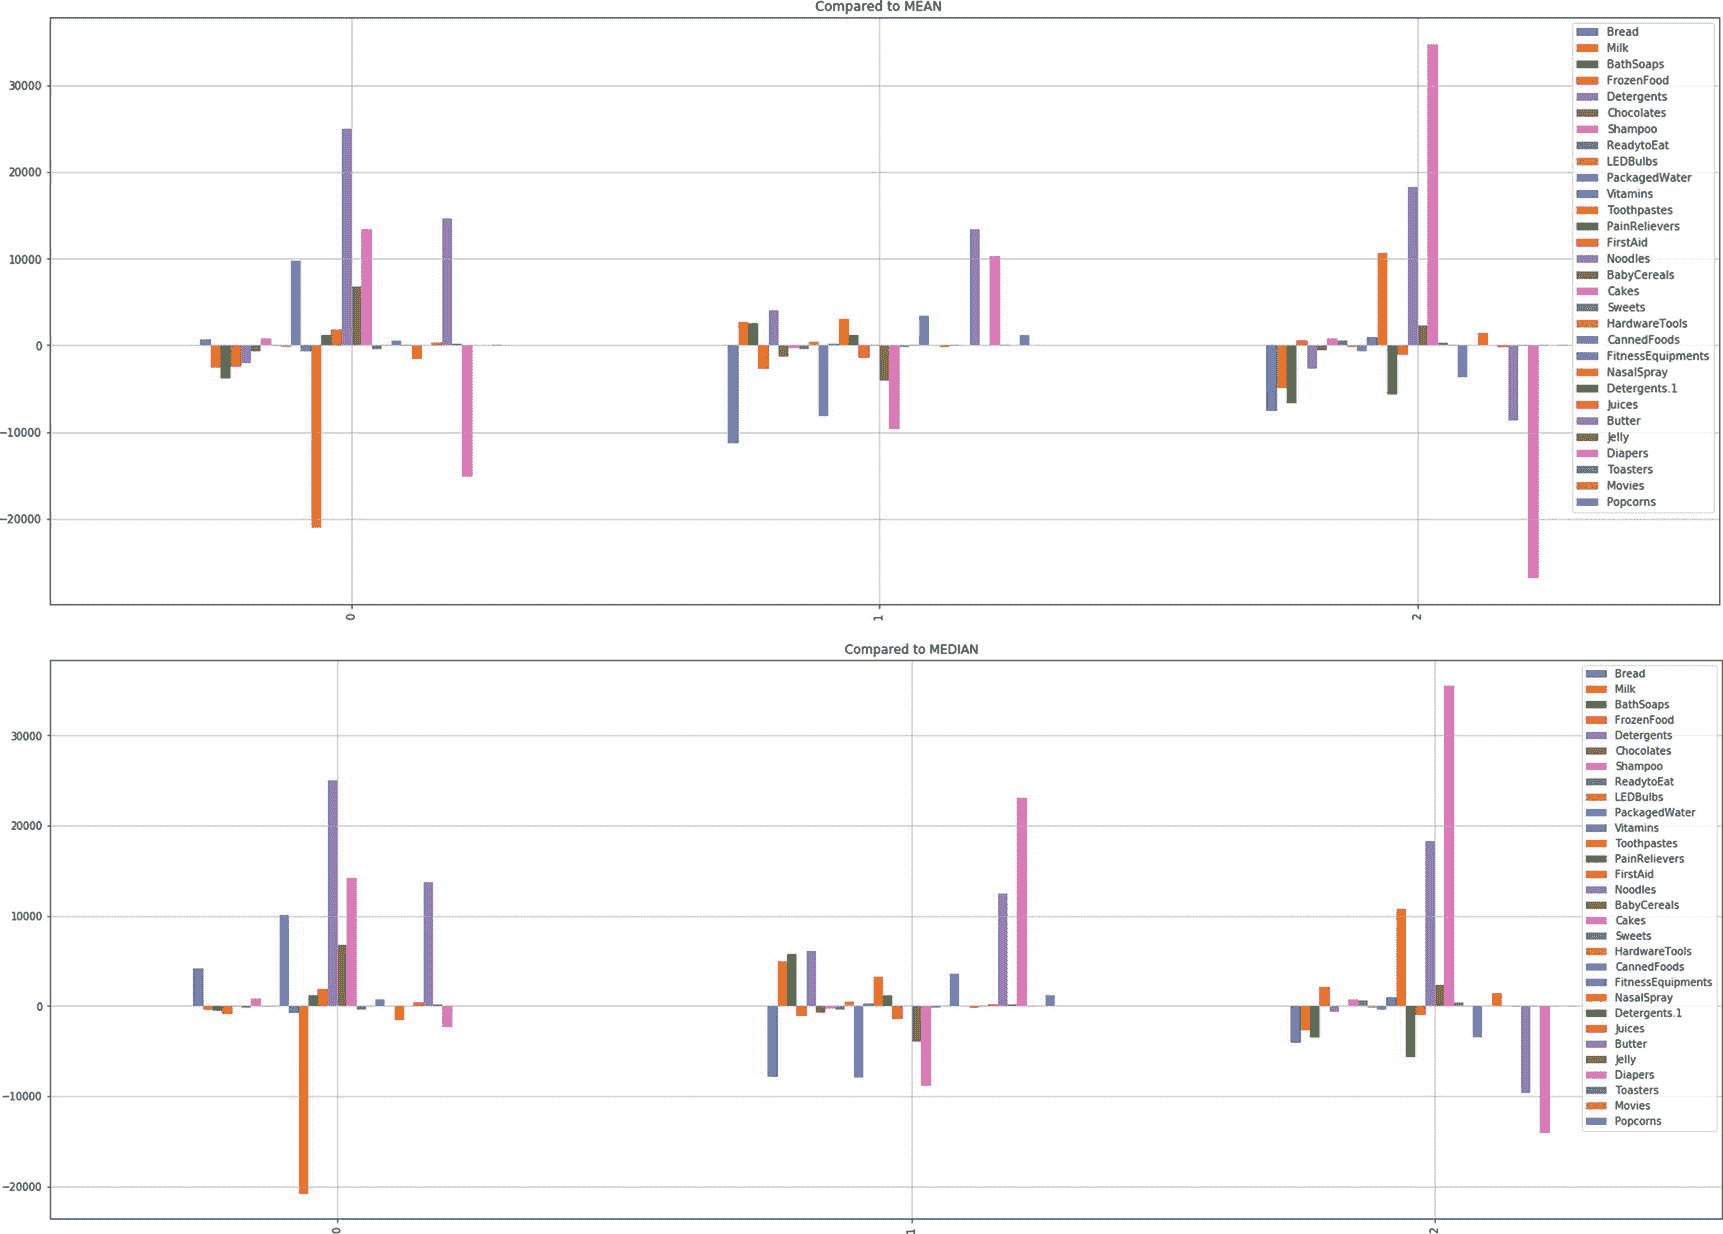 Compared to MEAN
30000
20000
10000
0
−10000
−20000
0
1
2
Bread
Milk
BathSoaps
FrozenFood
Detergents
Chocolates
Shampoo
ReadytoEat
LEDBulbs
PackagedWater
Vitamins
Toothpastes
PainRelievers
FirstAid
Noodles
BabyCereals
Cakes
Sweets
HardwareTools
CannedFoods
FitnessEquipments
NasalSpray
Detergents.1
Juices
Butter
Jelly
Diapers
Toasters
Movies
Popcorns
Compared to MEDIAN
30000
20000
10000
0
−10000
−20000
0
1
2
Bread
Milk
BathSoaps
FrozenFood
Detergents
Chocolates
Shampoo
ReadytoEat
LEDBulbs
PackagedWater
Vitamins
Toothpastes
PainRelievers
FirstAid
Noodles
BabyCereals
Cakes
Sweets
HardwareTools
CannedFoods
FitnessEquipments
NasalSpray
Detergents.1
Juices
Butter
Jelly
Diapers
Toasters
Movies
Popcorns